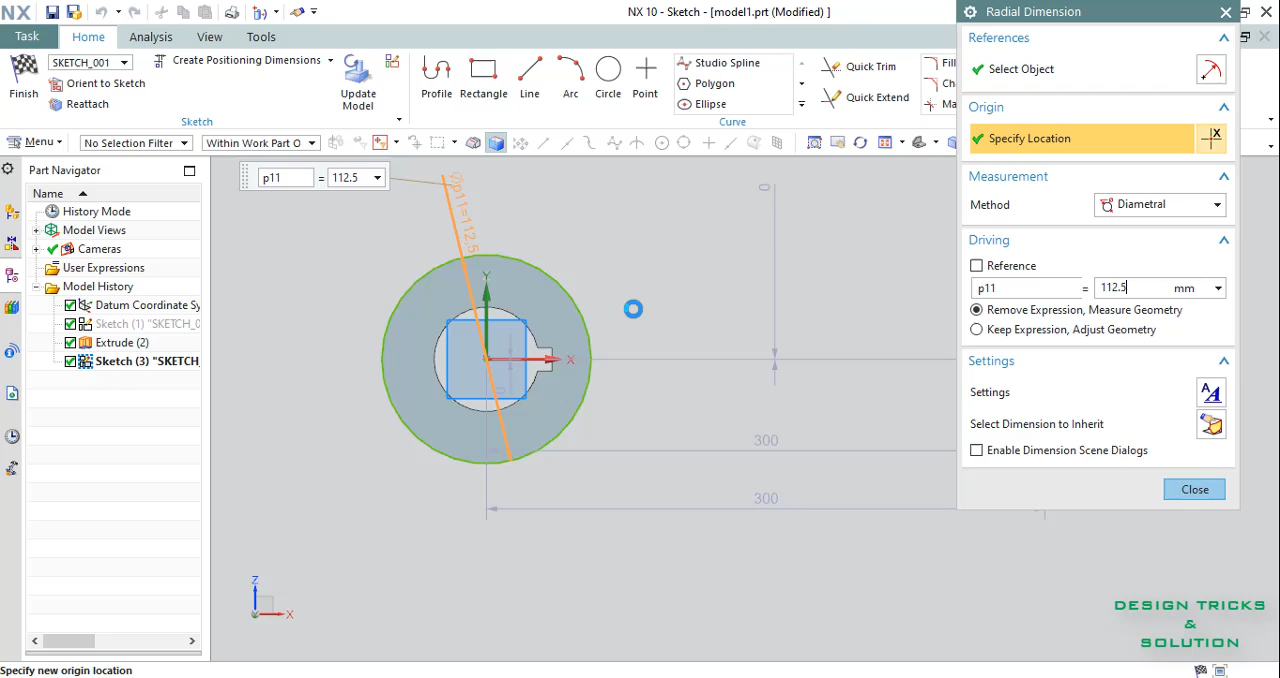 NX
NX 10 - Sketch - [model1.prt (Modified) ]
Task
Home
Analysis
View
Tools
Finish
SKETCH_001
Orient to Sketch
Reattach
Create Positioning Dimensions
Update
Model
Sketch
Profile
Rectangle
Line
Arc
Circle
Point
Studio Spline
Polygon
Ellipse
Quick Trim
Quick Extend
Fil
Ch
Ma
Curve
Menu
No Selection Filter
Within Work Part O
Part Navigator
Name
History Mode
Model Views
Cameras
User Expressions
Model History
Datum Coordinate Sy
Sketch (1) "SKETCH_0
Extrude (2)
Sketch (3) "SKETCH_
p11
=
112.5
∅p11=112.5
Y
X
0
0
300
300
Z
X
Y
Radial Dimension
References
Select Object
Origin
Specify Location
Measurement
Method
Diametral
Driving
Reference
p11
=
112.5
mm
Remove Expression, Measure Geometry
Keep Expression, Adjust Geometry
Settings
Settings
Select Dimension to Inherit
Enable Dimension Scene Dialogs
Close
DESIGN TRICKS
&
SOLUTION
Specify new origin location